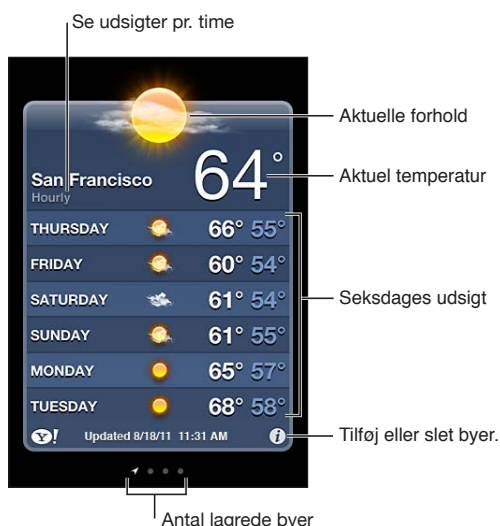 Se udsigter pr. time
Aktuelle forhold
64°
Aktuel temperatur
San Francisco
Hourly
THURSDAY 66° 55°
FRIDAY 60° 54°
SATURDAY 61° 54°
Seksdages udsigt
SUNDAY 61° 55°
MONDAY 65° 57°
TUESDAY 68° 58°
Y! Updated 8/18/11 11:31 AM i
Tilføj eller slet byer.
Antal lagrede byer